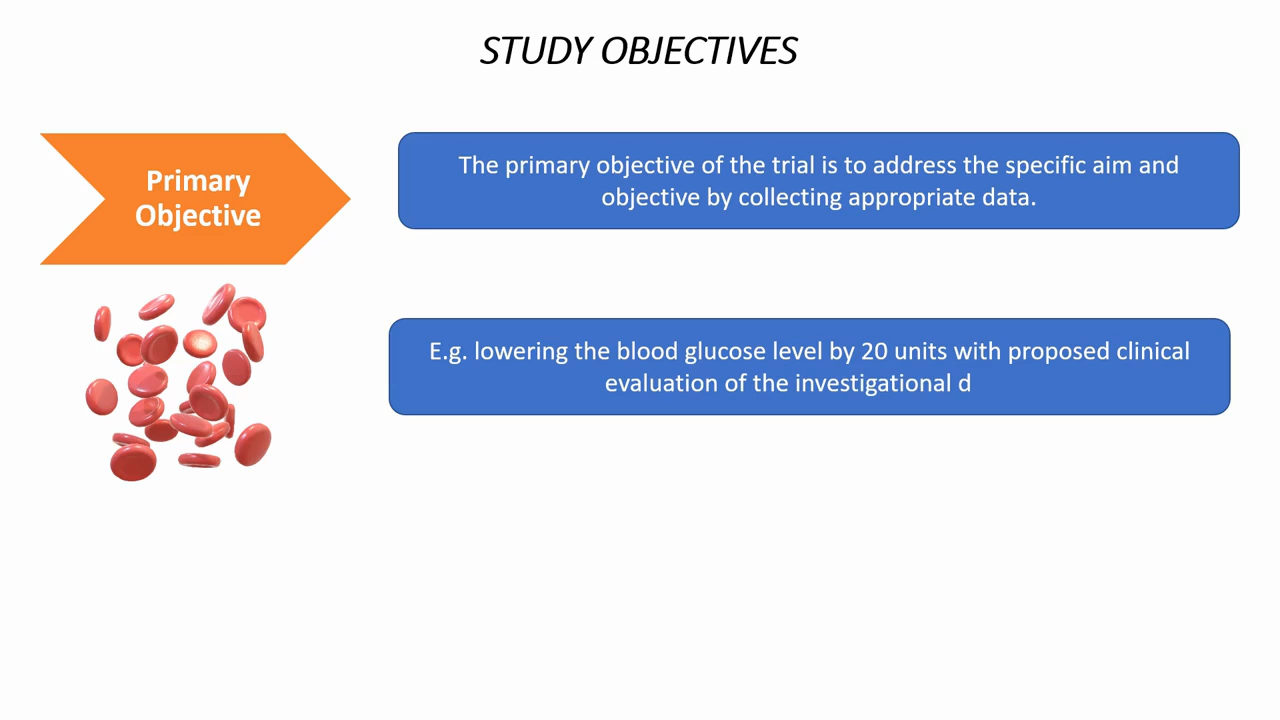 STUDY OBJECTIVES
Primary
Objective
The primary objective of the trial is to address the specific aim and
objective by collecting appropriate data.
E.g. lowering the blood glucose level by 20 units with proposed clinical
evaluation of the investigational d